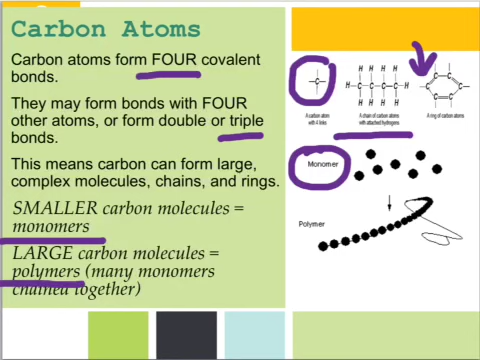 Carbon Atoms
Carbon atoms form FOUR covalent
bonds.
They may form bonds with FOUR
other atoms, or form double or triple
bonds.
This means carbon can form large,
complex molecules, chains, and rings.
SMALLER carbon molecules =
monomers
LARGE carbon molecules =
polymers (many monomers
chained together)
C
H H H H
H C C C C H
H H H H
C C
C C
C C
A carbon atom
with 4 links
A chain of carbon atoms
with attached hydrogens
A ring of carbon atoms
Monomer
Polymer